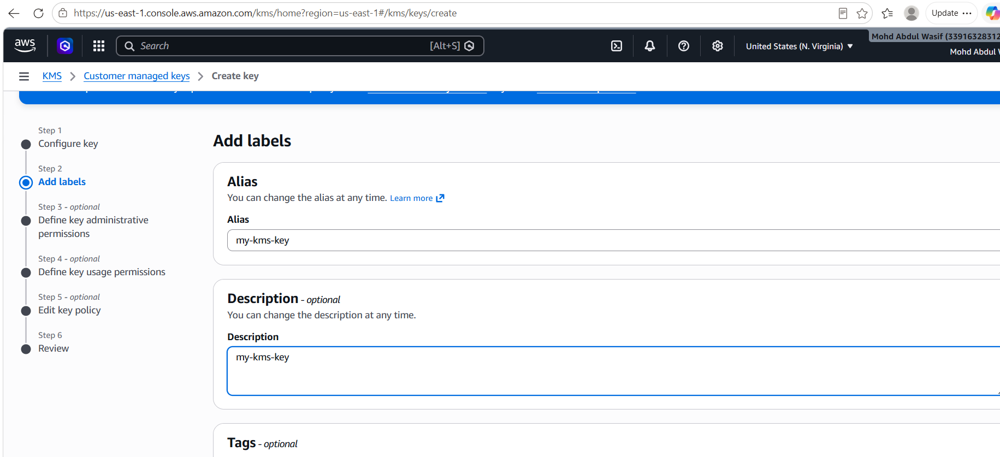 https://us-east-1.console.aws.amazon.com/kms/home?region=us-east-1#/kms/keys/create
Update
aws
Search
[Alt+S]
United States (N. Virginia)
Mohd Abdul Wasif (33916328312
Mohd Abdul
KMS
Customer managed keys
Create key
Step 1
Configure key
Step 2
Add labels
Step 3 - optional
Define key administrative
permissions
Step 4 - optional
Define key usage permissions
Step 5 - optional
Edit key policy
Step 6
Review
Add labels
Alias
You can change the alias at any time. Learn more
Alias
my-kms-key
Description - optional
You can change the description at any time.
Description
my-kms-key
Tags - optional